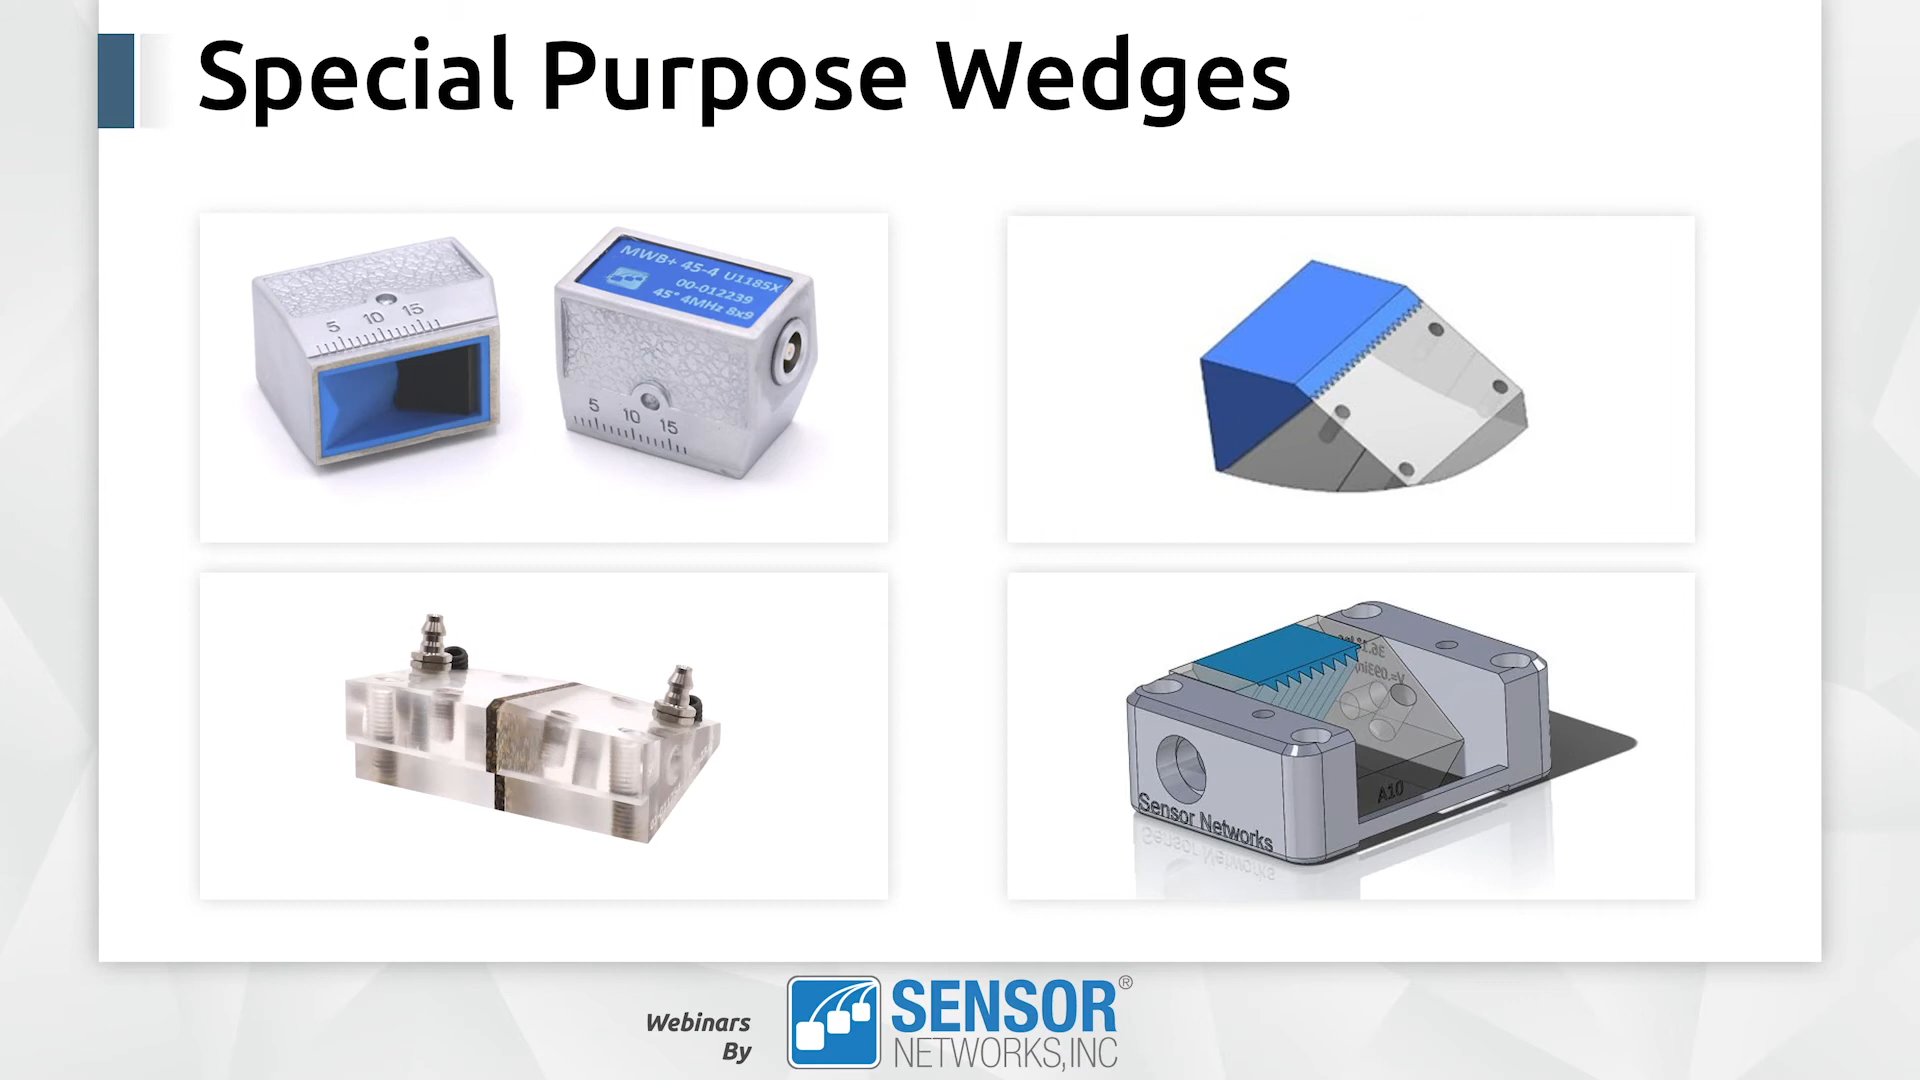 Special Purpose Wedges
5 10 15
MWB+ 45-4 U1185X
00-012239
45° 4MHz 8x9
5 10 15
A10
Sensor Networks
Webinars
By
SENSOR®
NETWORKS,INC